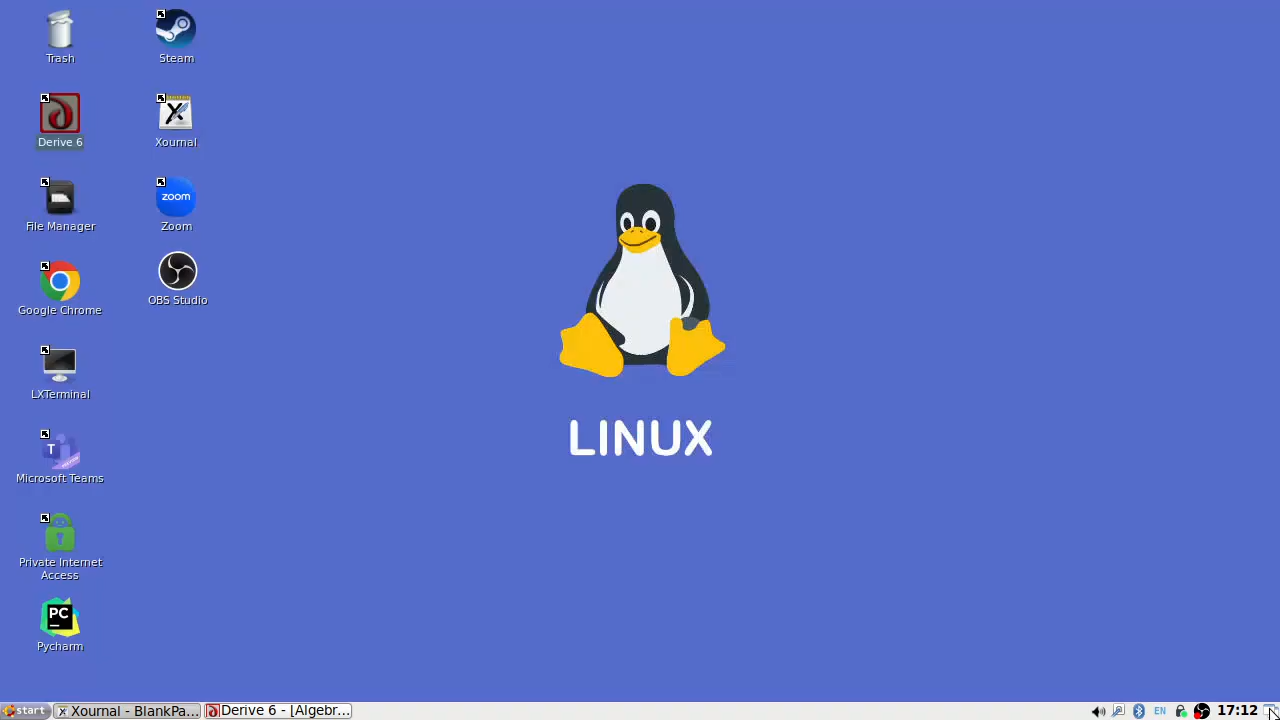 Trash
Steam
Derive 6
Xournal
File Manager
zoom
Zoom
Google Chrome
OBS Studio
LXTerminal
T
Microsoft Teams
Private Internet
Access
PC
Pycharm
LINUX
start
Xournal - BlankPa...
Derive 6 - [Algebr...
EN
17:12